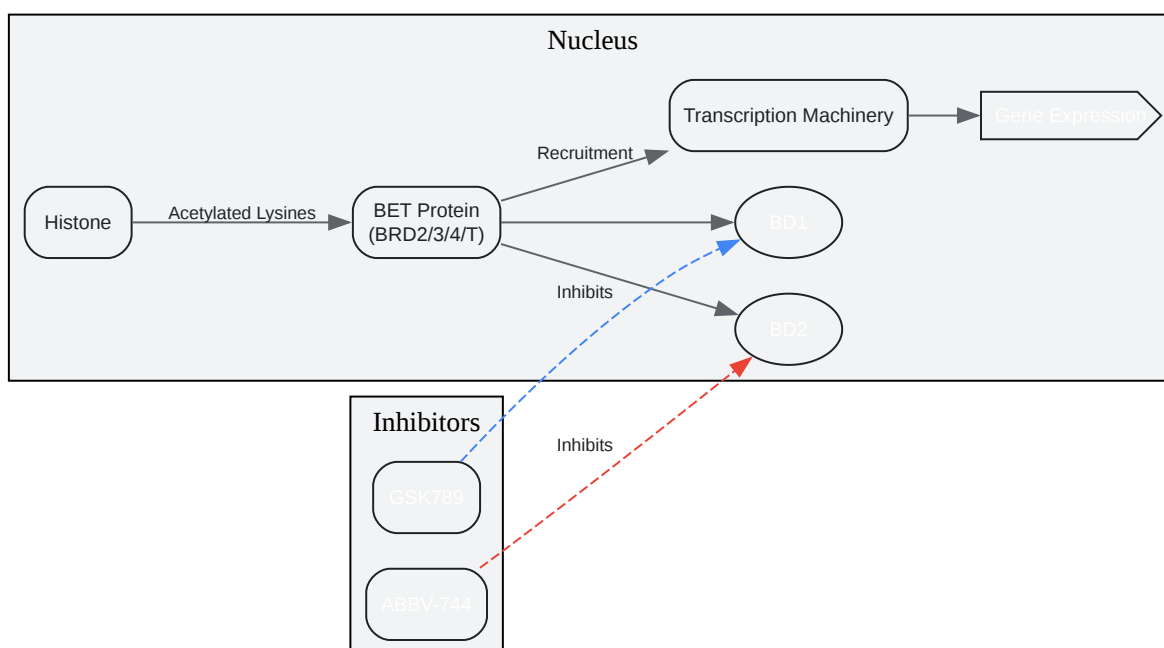 Nucleus
Transcription Machinery
Gene Expression
Recruitment
Histone
Acetylated Lysines
BET Protein
(BRD2/3/4/T)
BD1
Inhibits
BD2
Inhibitors
Inhibits
GSK789
ABBV-744